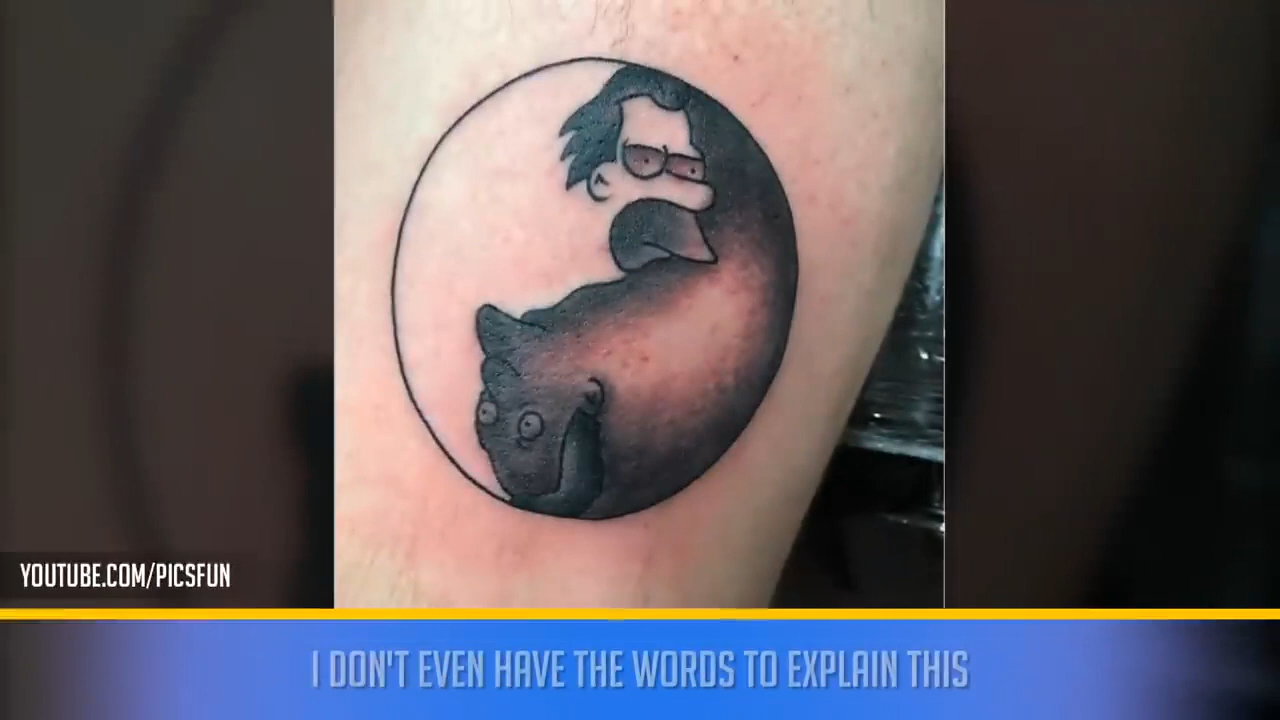 YOUTUBE.COM/PICSFUN
I DON'T EVEN HAVE THE WORDS TO EXPLAIN THIS